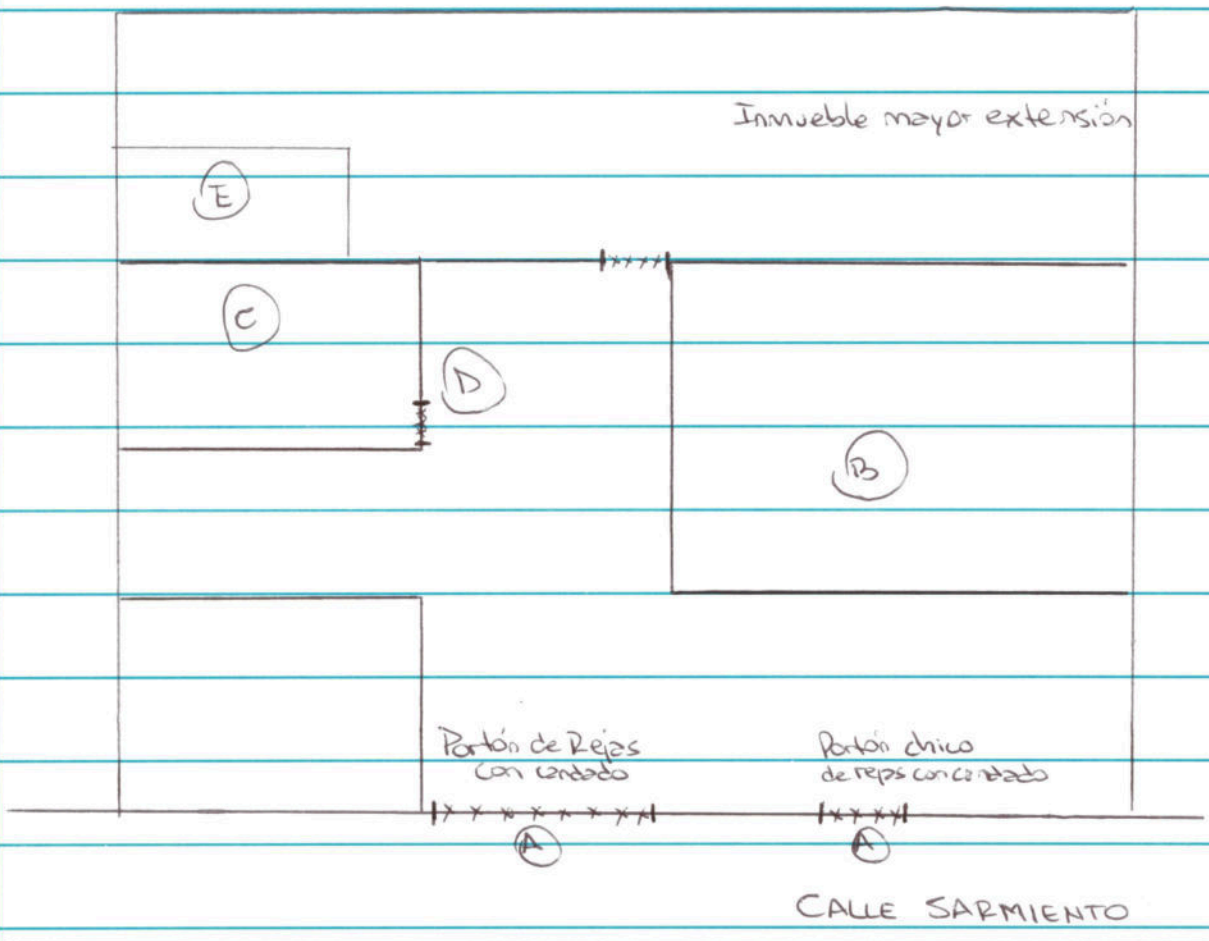 Inmueble mayor extensión
E
C
D
B
Portón de Rejas
con candado
Portón chico
de rejas con candado
A
A
CALLE SARMIENTO